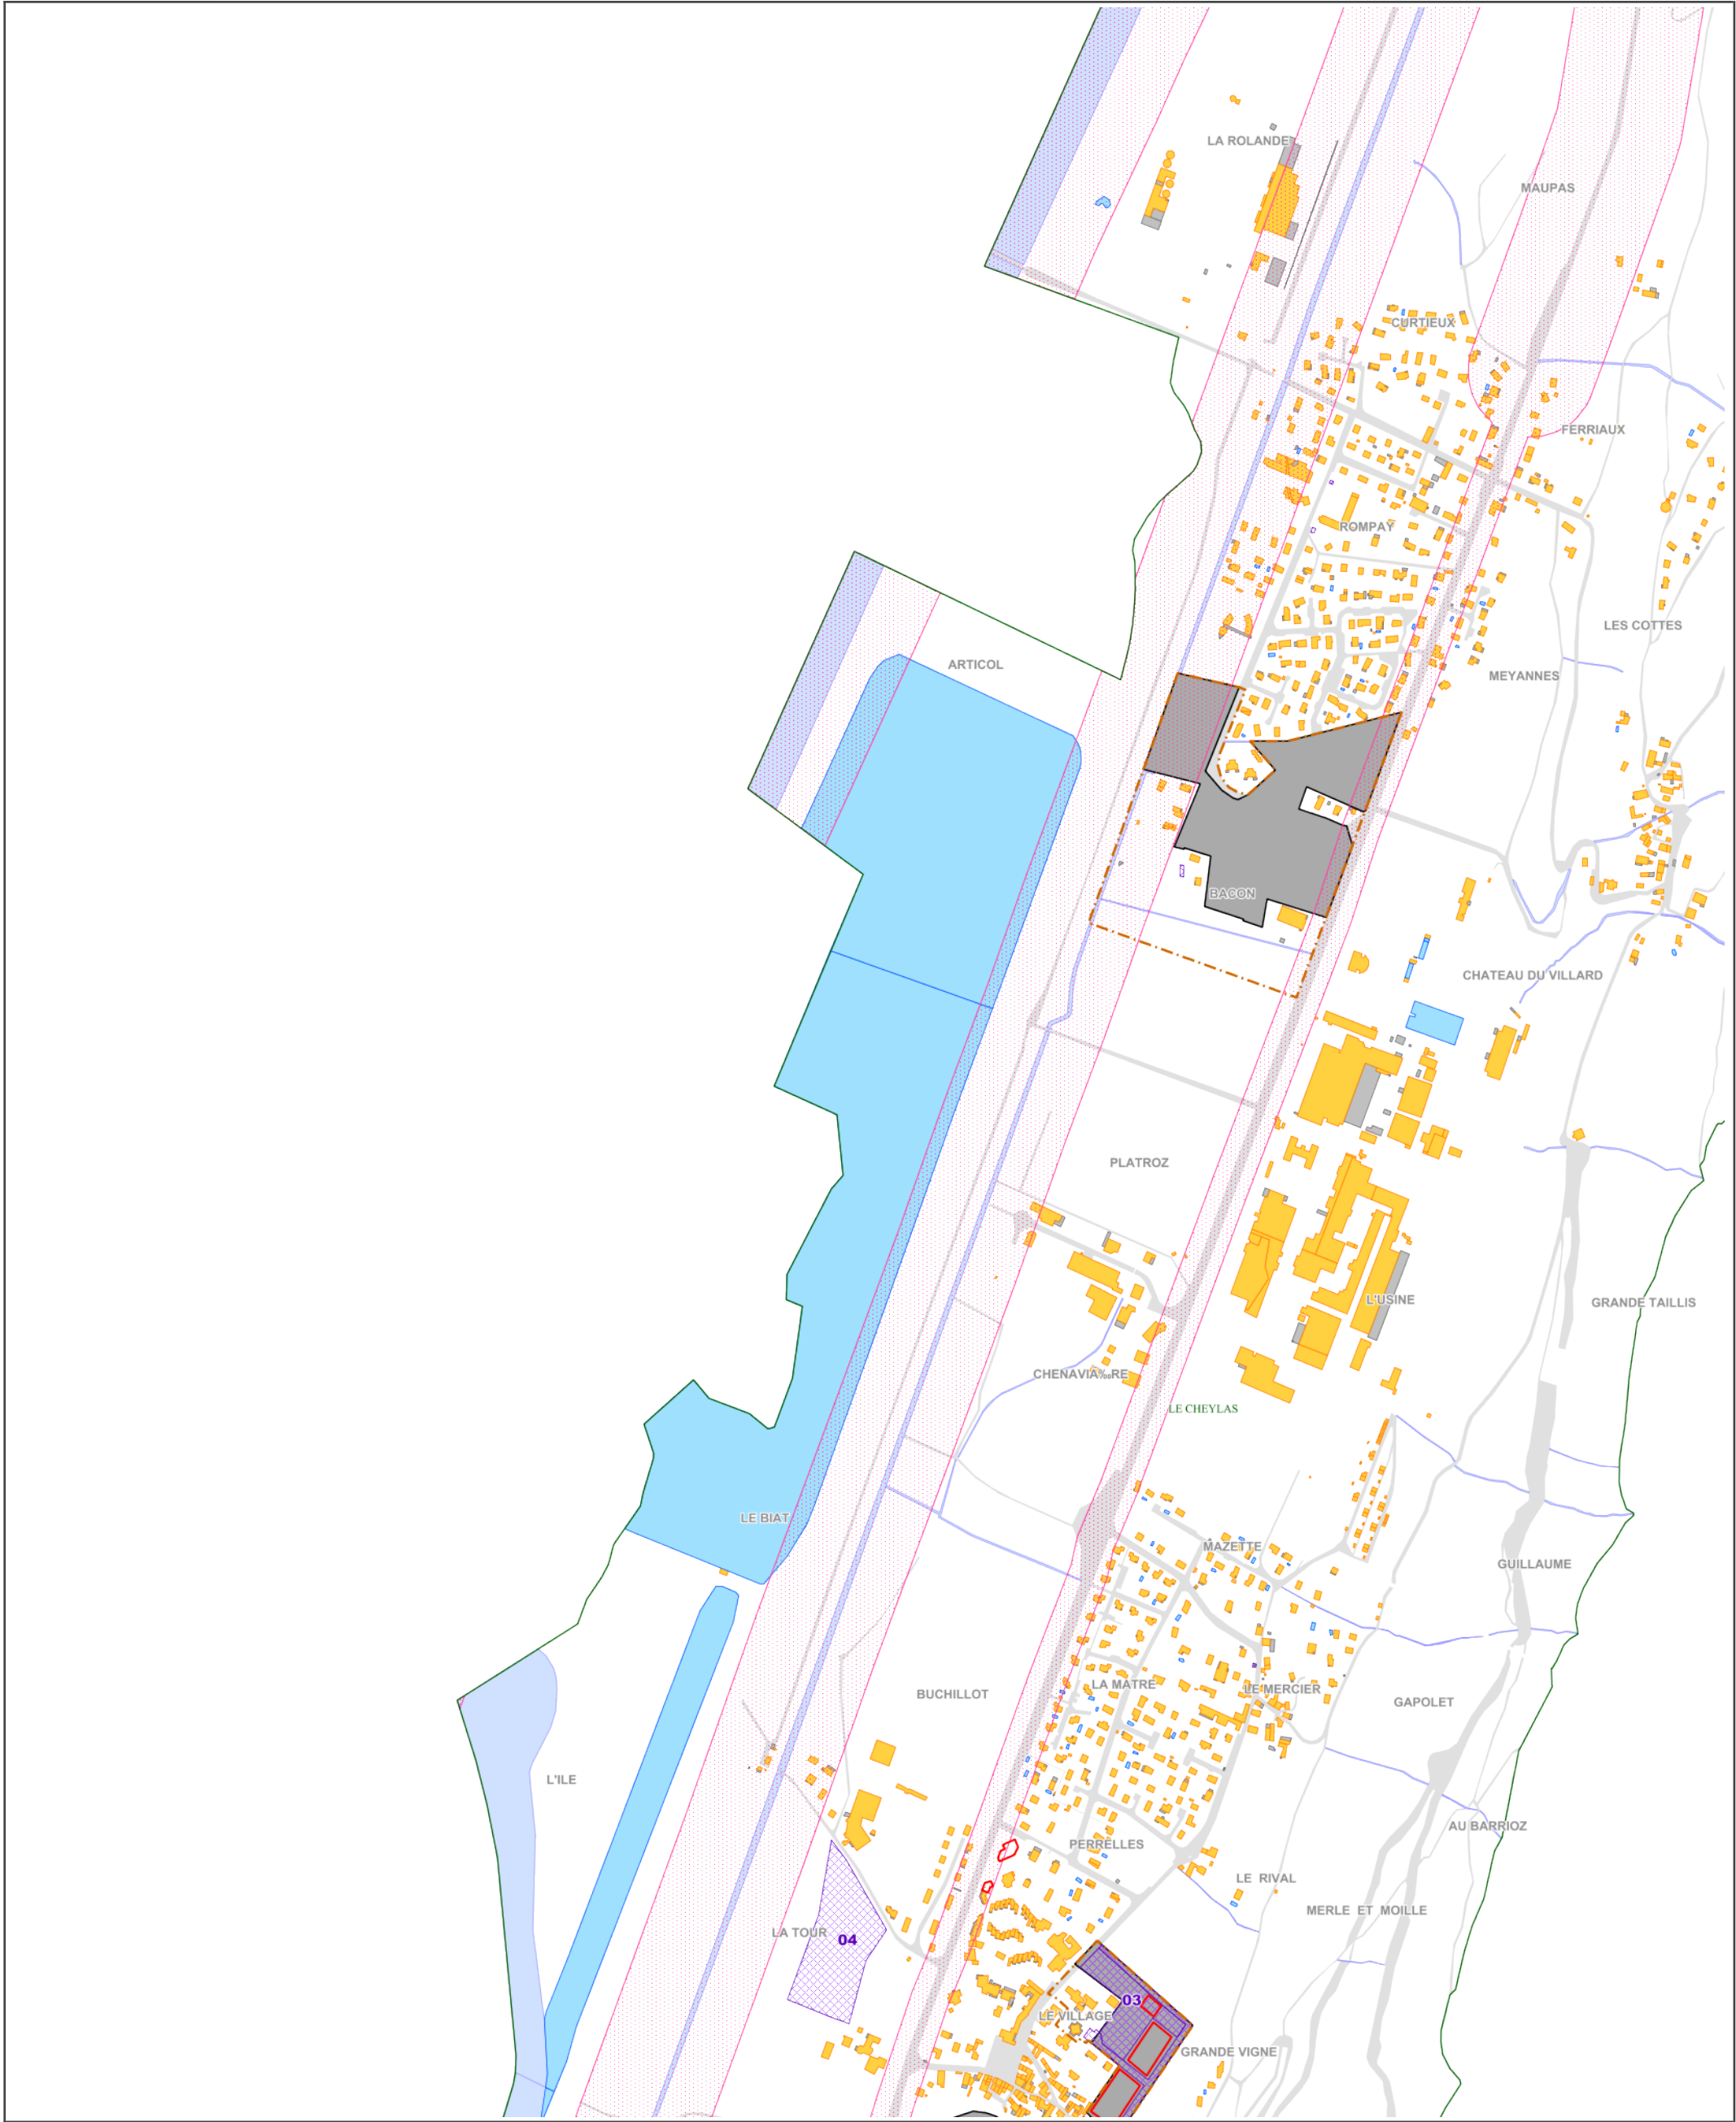 LA ROLANDE
MAUPAS
CURTIEUX
FERRIAUX
ROMPAY
LES COTTES
ARTICOL
MEYANNES
BACON
CHATEAU DU VILLARD
PLATROZ
L'USINE
GRANDE TAILLIS
CHENAVIA‰RE
LE CHEYLAS
LE BIAT
MAZETTE
GUILLAUME
LA MATRE
LE MERCIER
BUCHILLOT
GAPOLET
L'ILE
AU BARRIOZ
PERRELLES
LE RIVAL
MERLE ET MOILLE
LA TOUR
04
03
LE VILLAGE
GRANDE VIGNE